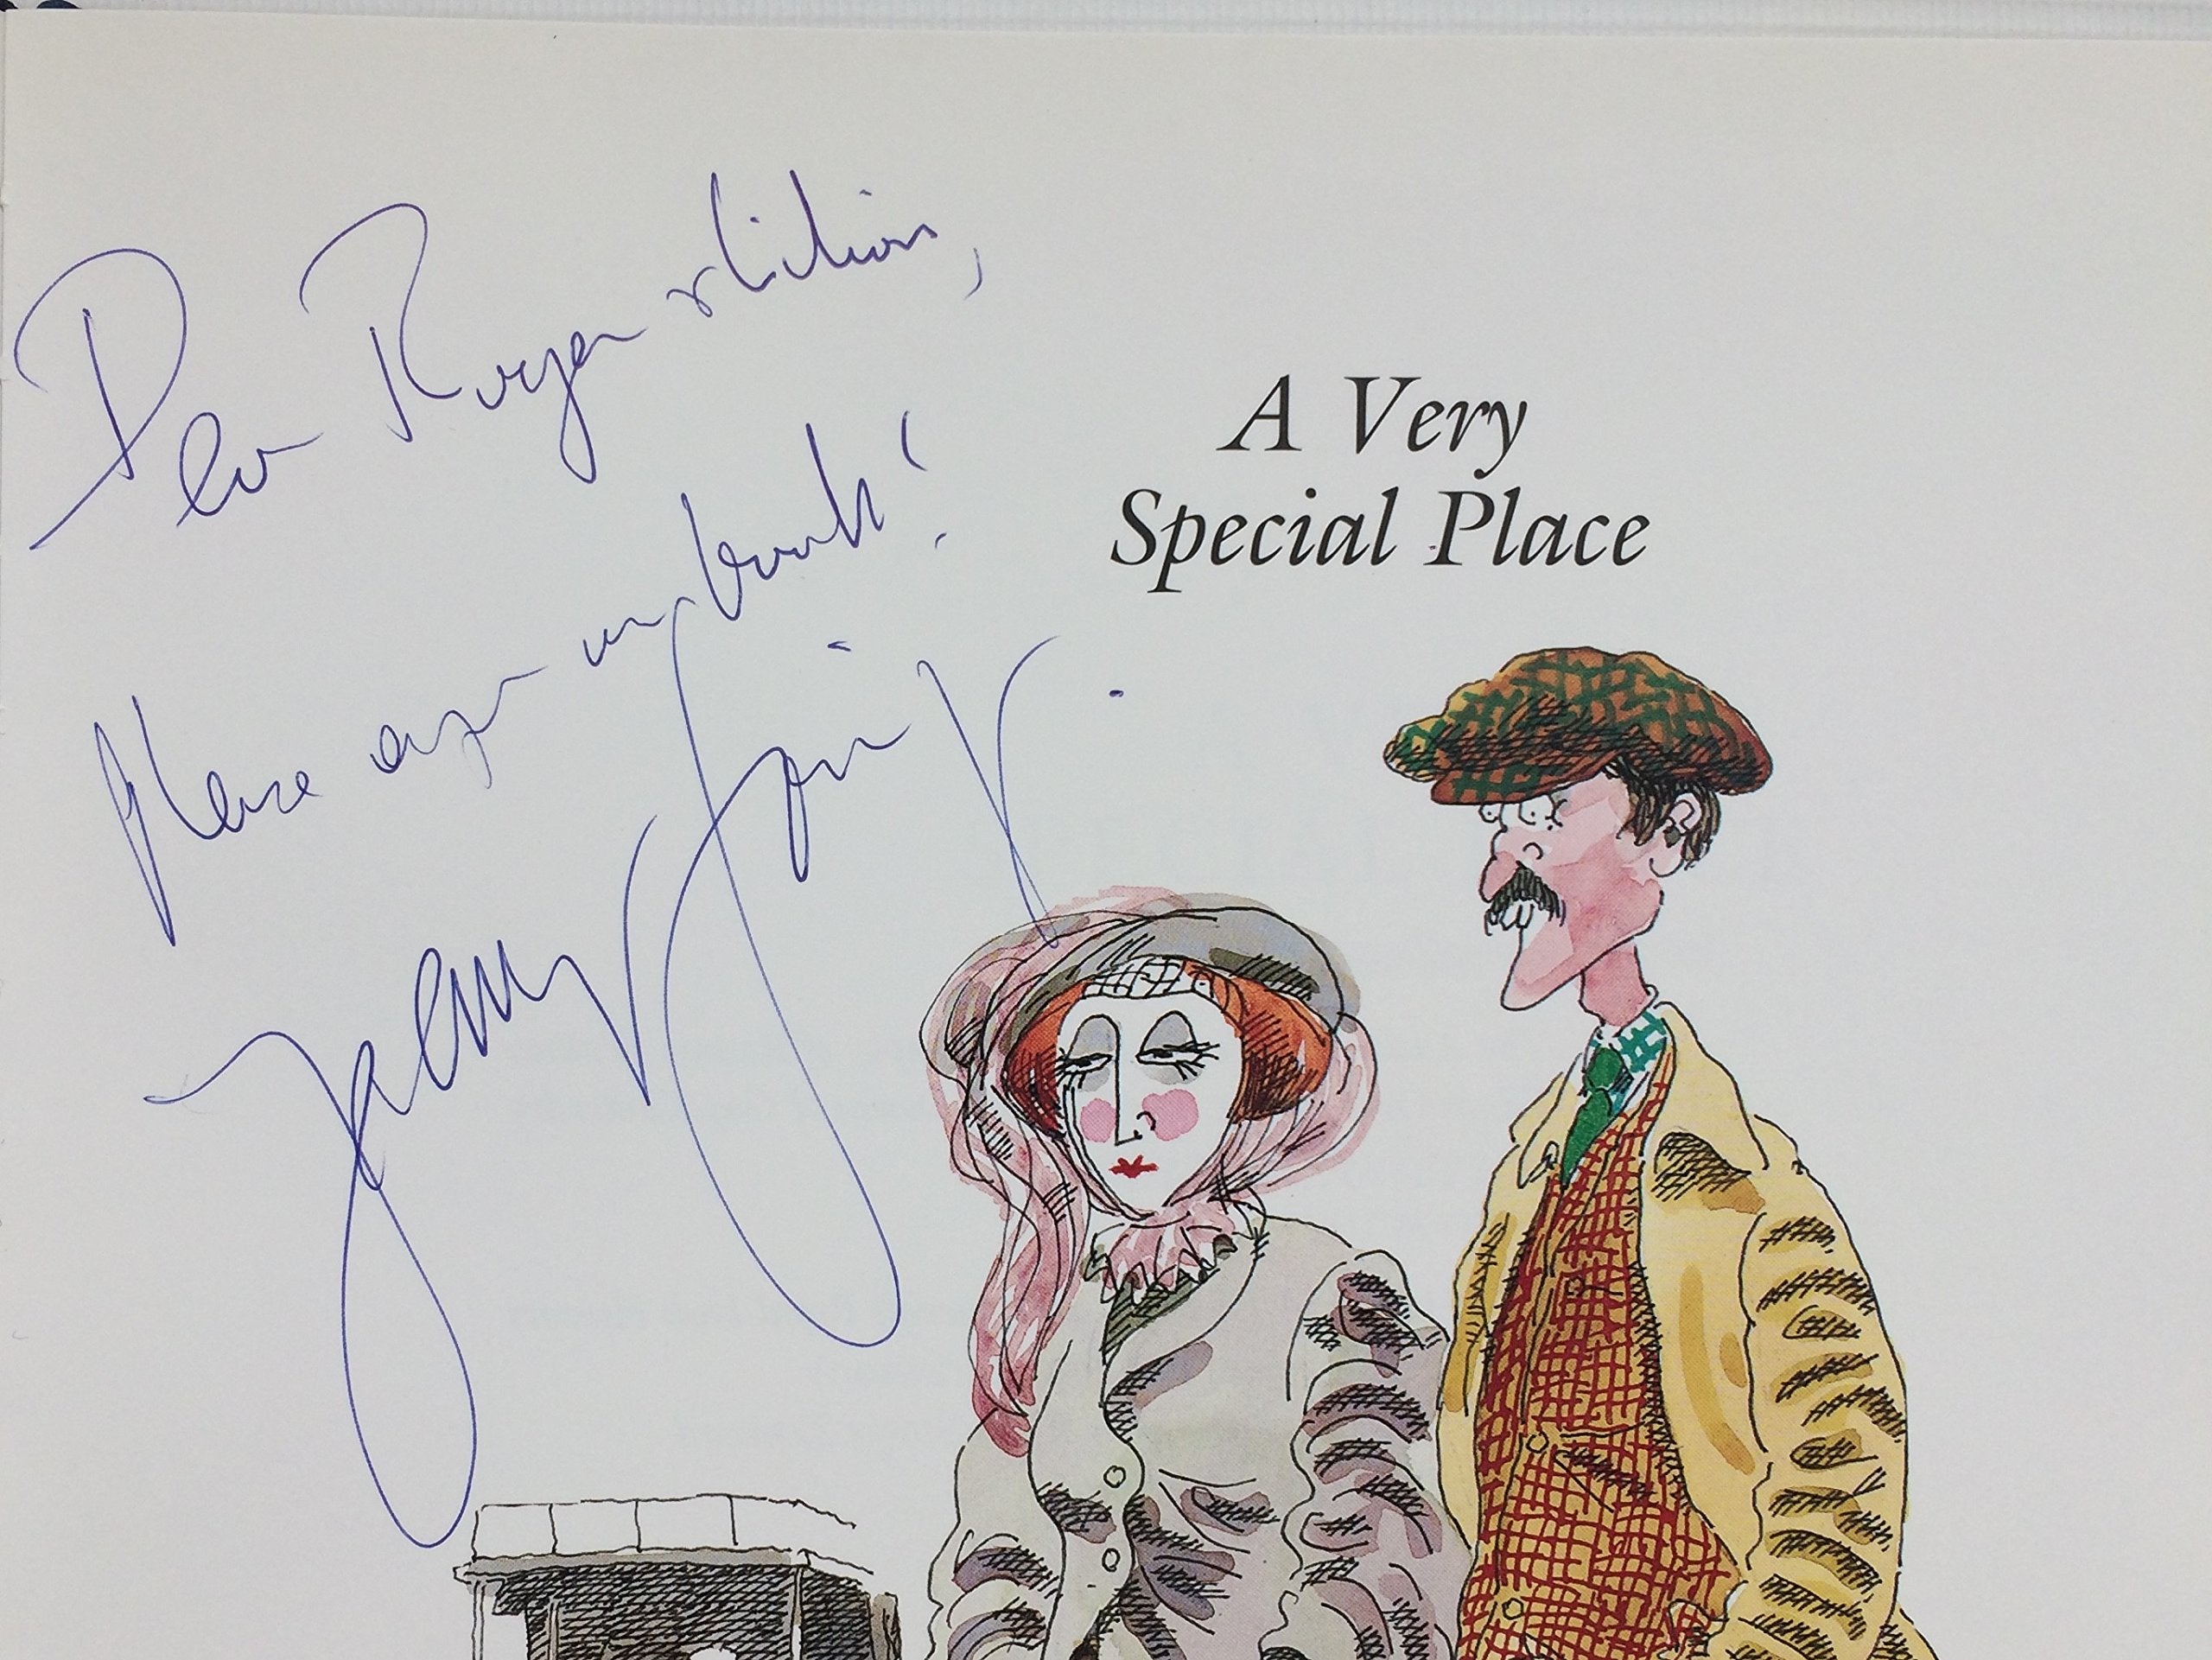 Dear Roger & Lilian,
Please enjoy my book!
A Very
Special Place